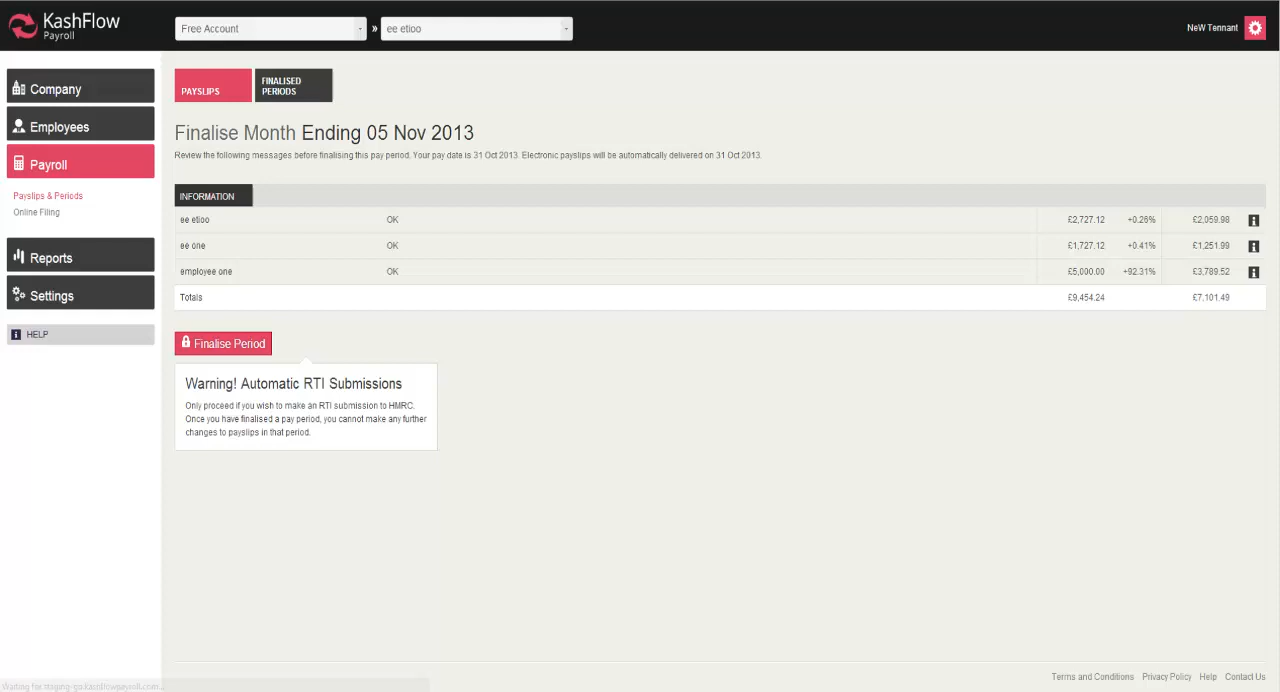 KashFlow
Payroll
Free Account
»
ee etioo
NeW Tennant
Company
Employees
Payroll
Payslips & Periods
Online Filing
Reports
Settings
HELP
PAYSLIPS
FINALISED
PERIODS
Finalise Month Ending 05 Nov 2013
Review the following messages before finalising this pay period. Your pay date is 31 Oct 2013. Electronic payslips will be automatically delivered on 31 Oct 2013.
INFORMATION
ee etioo OK £2,727.12 +0.26% £2,059.98
ee one OK £1,727.12 +0.41% £1,251.99
employee one OK £5,000.00 +92.31% £3,789.52
Totals £9,454.24 £7,101.49
Finalise Period
Warning! Automatic RTI Submissions
Only proceed if you wish to make an RTI submission to HMRC.
Once you have finalised a pay period, you cannot make any further
changes to payslips in that period.
Terms and Conditions Privacy Policy Help Contact Us
Waiting for staging-go.kashflowpayroll.com...